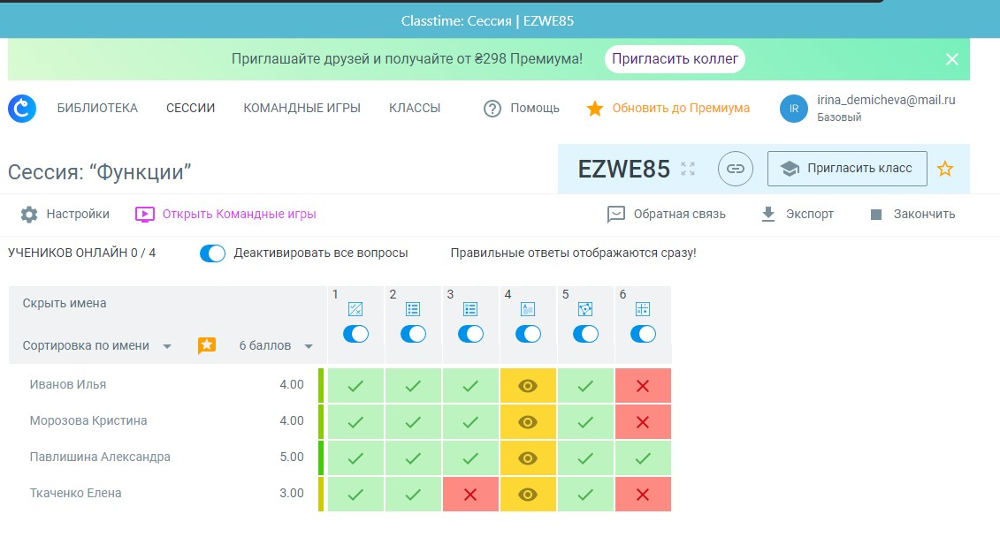 Classtime: Сессия | EZWE85
Приглашайте друзей и получайте от ₴298 Премиума! Пригласить коллег
БИБЛИОТЕКА СЕССИИ КОМАНДНЫЕ ИГРЫ КЛАССЫ Помощь Обновить до Премиума IR irina_demicheva@mail.ru
Базовый
Сессия: “Функции” EZWE85 Пригласить класс
Настройки Открыть Командные игры Обратная связь Экспорт Закончить
УЧЕНИКОВ ОНЛАЙН 0 / 4 Деактивировать все вопросы Правильные ответы отображаются сразу!
1 2 3 4 5 6
Скрыть имена
Сортировка по имени 6 баллов
Иванов Илья 4.00
Морозова Кристина 4.00
Павлишина Александра 5.00
Ткаченко Елена 3.00